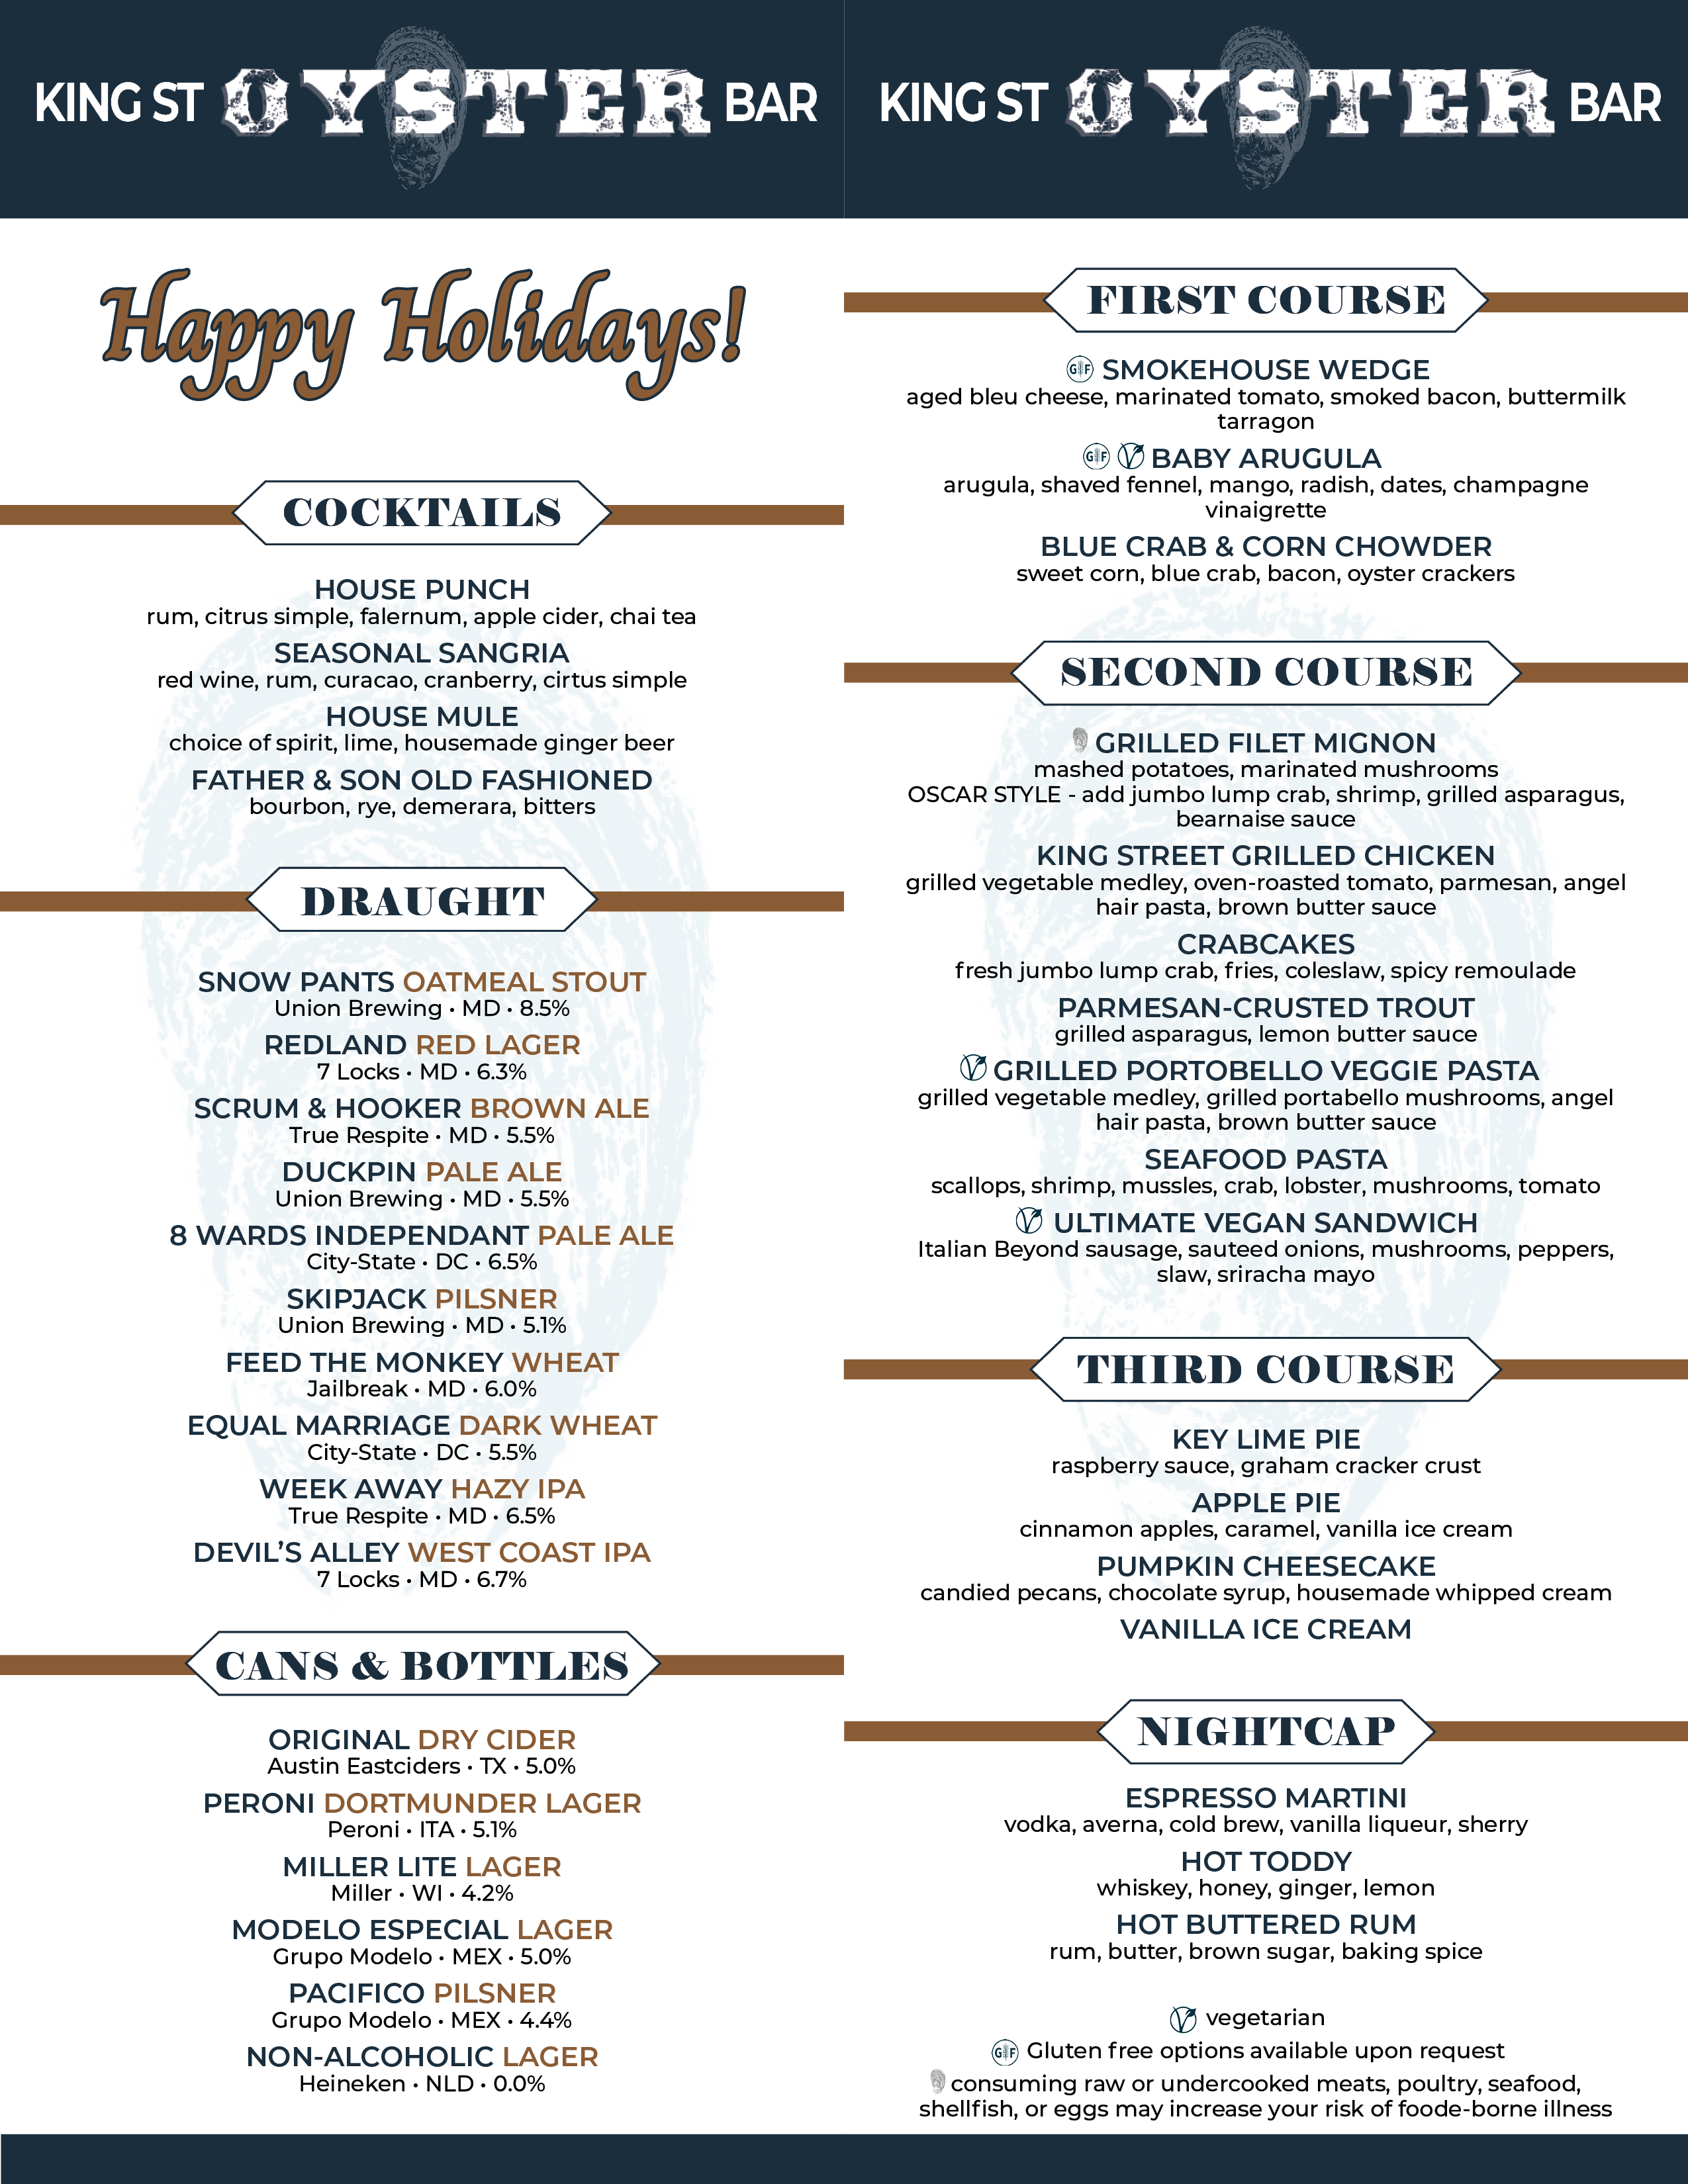 KING ST OYSTER BAR
Happy Holidays!
COCKTAILS
HOUSE PUNCH
rum, citrus simple, falernum, apple cider, chai tea
SEASONAL SANGRIA
red wine, rum, curacao, cranberry, cirtus simple
HOUSE MULE
choice of spirit, lime, housemade ginger beer
FATHER & SON OLD FASHIONED
bourbon, rye, demerara, bitters
DRAUGHT
SNOW PANTS OATMEAL STOUT
Union Brewing • MD • 8.5%
REDLAND RED LAGER
7 Locks • MD • 6.3%
SCRUM & HOOKER BROWN ALE
True Respite • MD • 5.5%
DUCKPIN PALE ALE
Union Brewing • MD • 5.5%
8 WARDS INDEPENDANT PALE ALE
City-State • DC • 6.5%
SKIPJACK PILSNER
Union Brewing • MD • 5.1%
FEED THE MONKEY WHEAT
Jailbreak • MD • 6.0%
EQUAL MARRIAGE DARK WHEAT
City-State • DC • 5.5%
WEEK AWAY HAZY IPA
True Respite • MD • 6.5%
DEVIL'S ALLEY WEST COAST IPA
7 Locks • MD • 6.7%
CANS & BOTTLES
ORIGINAL DRY CIDER
Austin Eastciders • TX • 5.0%
PERONI DORTMUNDER LAGER
Peroni • ITA • 5.1%
MILLER LITE LAGER
Miller • WI • 4.2%
MODELO ESPECIAL LAGER
Grupo Modelo • MEX • 5.0%
PACIFICO PILSNER
Grupo Modelo • MEX • 4.4%
NON-ALCOHOLIC LAGER
Heineken • NLD • 0.0%
KING ST OYSTER BAR
FIRST COURSE
GF SMOKEHOUSE WEDGE
aged bleu cheese, marinated tomato, smoked bacon, buttermilk
tarragon
GF V BABY ARUGULA
arugula, shaved fennel, mango, radish, dates, champagne
vinaigrette
BLUE CRAB & CORN CHOWDER
sweet corn, blue crab, bacon, oyster crackers
SECOND COURSE
GRILLED FILET MIGNON
mashed potatoes, marinated mushrooms
OSCAR STYLE - add jumbo lump crab, shrimp, grilled asparagus,
bearnaise sauce
KING STREET GRILLED CHICKEN
grilled vegetable medley, oven-roasted tomato, parmesan, angel
hair pasta, brown butter sauce
CRABCAKES
fresh jumbo lump crab, fries, coleslaw, spicy remoulade
PARMESAN-CRUSTED TROUT
grilled asparagus, lemon butter sauce
V GRILLED PORTOBELLO VEGGIE PASTA
grilled vegetable medley, grilled portabello mushrooms, angel
hair pasta, brown butter sauce
SEAFOOD PASTA
scallops, shrimp, mussles, crab, lobster, mushrooms, tomato
V ULTIMATE VEGAN SANDWICH
Italian Beyond sausage, sauteed onions, mushrooms, peppers,
slaw, sriracha mayo
THIRD COURSE
KEY LIME PIE
raspberry sauce, graham cracker crust
APPLE PIE
cinnamon apples, caramel, vanilla ice cream
PUMPKIN CHEESECAKE
candied pecans, chocolate syrup, housemade whipped cream
VANILLA ICE CREAM
NIGHTCAP
ESPRESSO MARTINI
vodka, averna, cold brew, vanilla liqueur, sherry
HOT TODDY
whiskey, honey, ginger, lemon
HOT BUTTERED RUM
rum, butter, brown sugar, baking spice
V vegetarian
GF Gluten free options available upon request
consuming raw or undercooked meats, poultry, seafood,
shellfish, or eggs may increase your risk of foode-borne illness